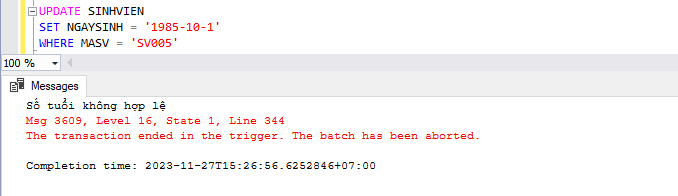 UPDATE SINHVIEN
SET NGAYSINH = '1985-10-1'
WHERE MASV = 'SV005'
100 %
Messages
Số tuổi không hợp lệ
Msg 3609, Level 16, State 1, Line 344
The transaction ended in the trigger. The batch has been aborted.
Completion time: 2023-11-27T15:26:56.6252846+07:00